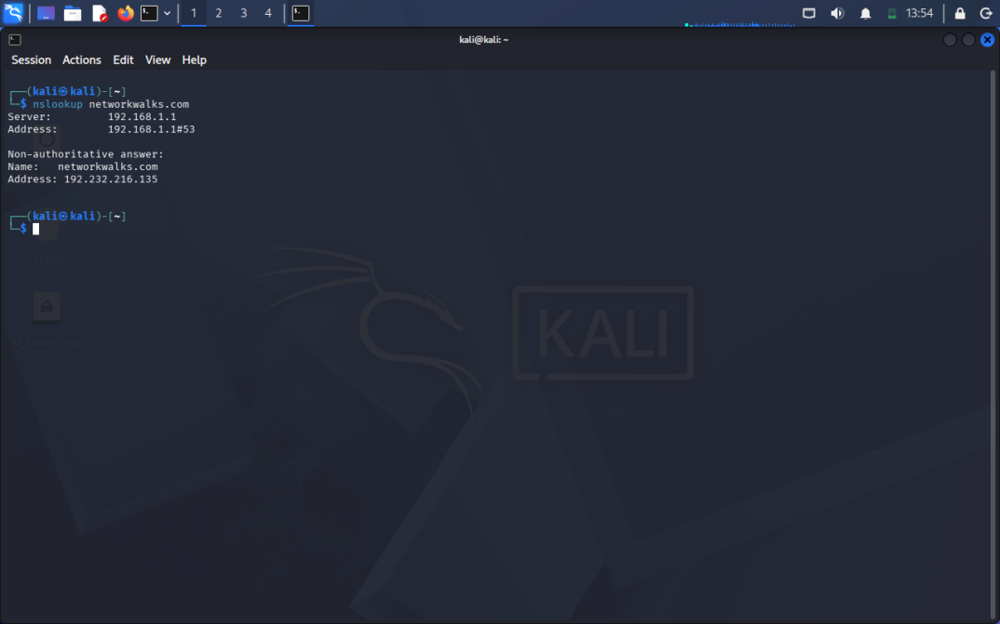 1 2 3 4 13:54
kali@kali: ~
Session Actions Edit View Help
┌──(kali㉿kali)-[~]
└─$ nslookup networkwalks.com
Server: 192.168.1.1
Address: 192.168.1.1#53
Non-authoritative answer:
Name: networkwalks.com
Address: 192.232.216.135
┌──(kali㉿kali)-[~]
└─$
KALI